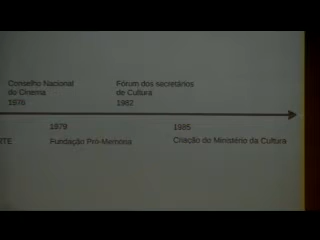 Conselho Nacional
de Cinema
1976
Fórum dos secretários
de Cultura
1982
1979
Fundação Pró-Memória
1985
Criação do Ministério da Cultura